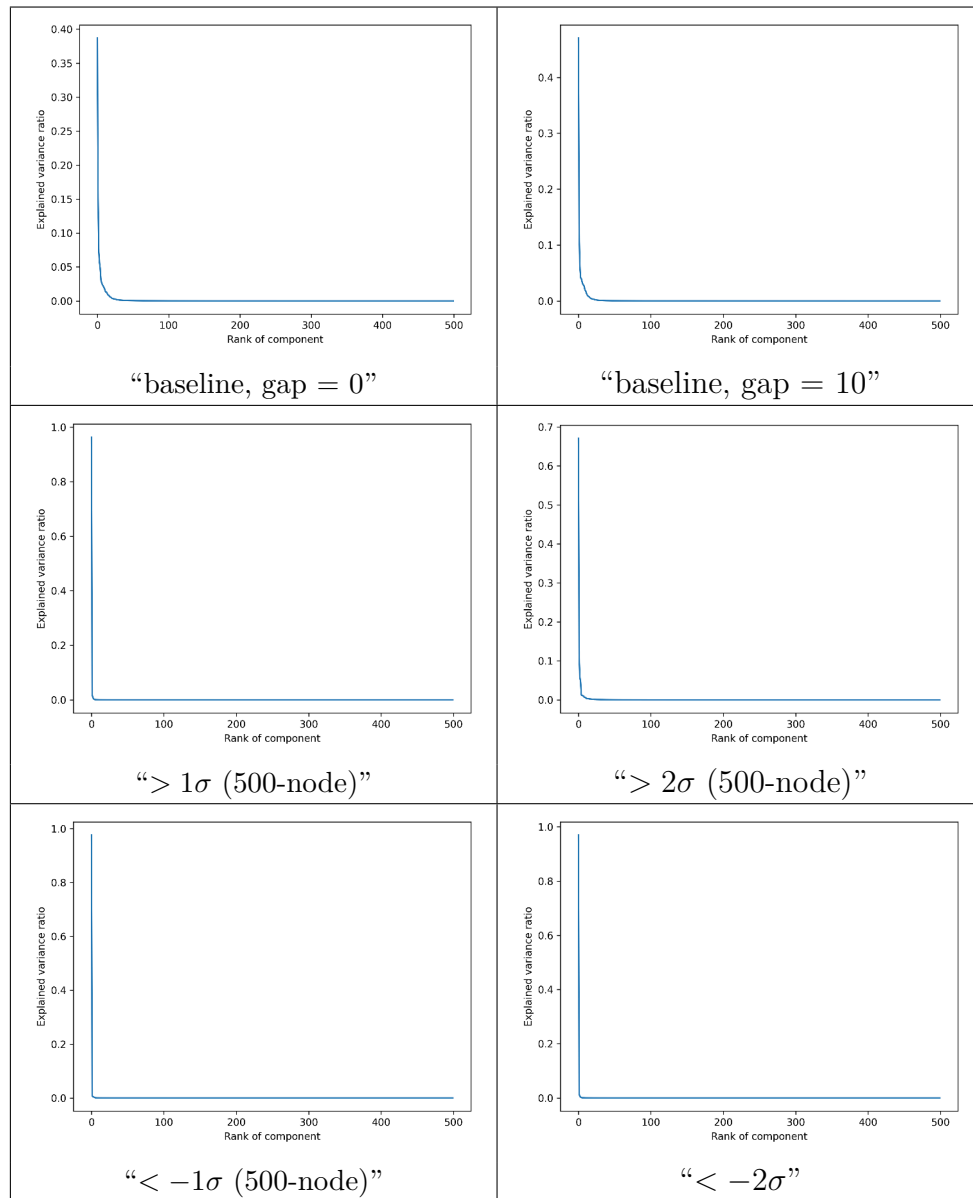 0.40
0.35
0.30
0.25
0.20
0.15
0.10
0.05
0.00
Explained variance ratio
0 100 200 300 400 500
Rank of component
“baseline, gap = 0”
0.4
0.3
0.2
0.1
0.0
Explained variance ratio
0 100 200 300 400 500
Rank of component
“baseline, gap = 10”
1.0
0.8
0.6
0.4
0.2
0.0
Explained variance ratio
0 100 200 300 400 500
Rank of component
“> 1σ (500-node)”
0.7
0.6
0.5
0.4
0.3
0.2
0.1
0.0
Explained variance ratio
0 100 200 300 400 500
Rank of component
“> 2σ (500-node)”
1.0
0.8
0.6
0.4
0.2
0.0
Explained variance ratio
0 100 200 300 400 500
Rank of component
“< −1σ (500-node)”
1.0
0.8
0.6
0.4
0.2
0.0
Explained variance ratio
0 100 200 300 400 500
Rank of component
“< −2σ”